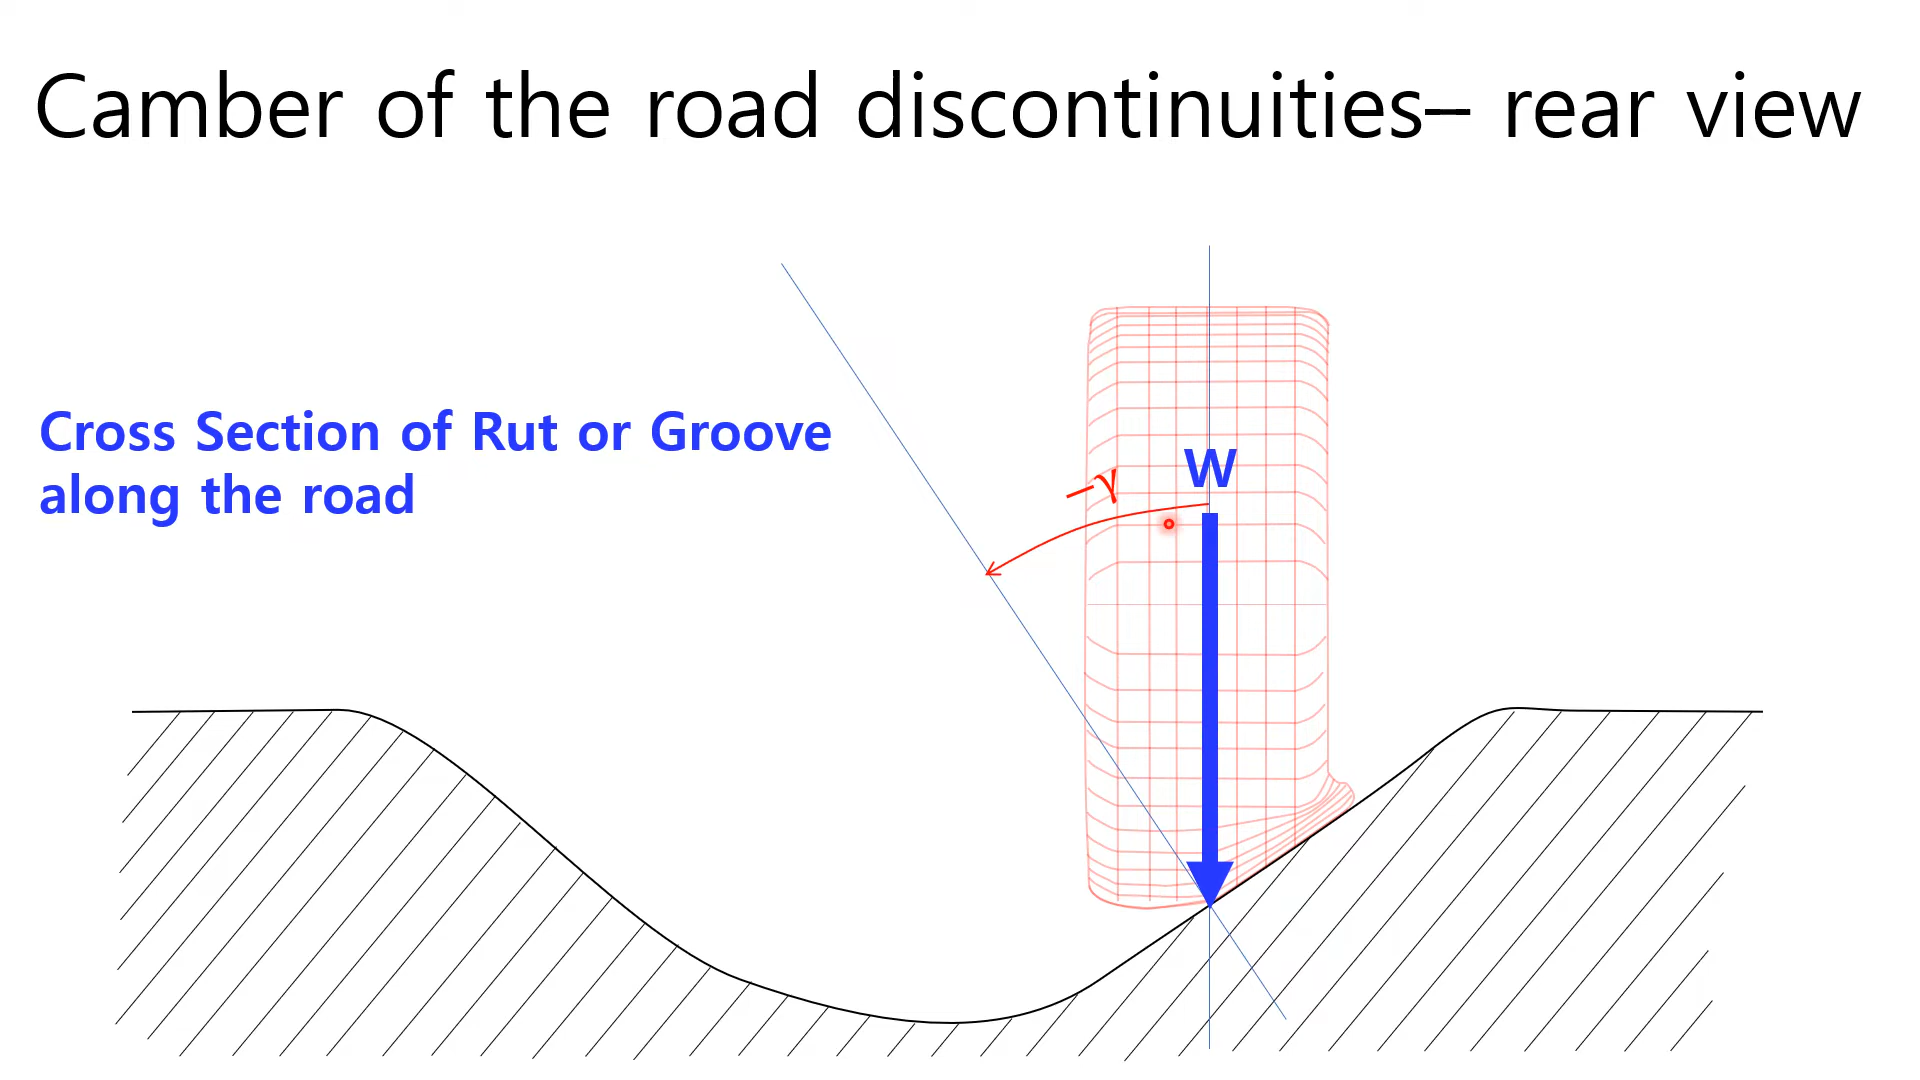 Camber of the road discontinuities– rear view
Cross Section of Rut or Groove
along the road
W
–γ